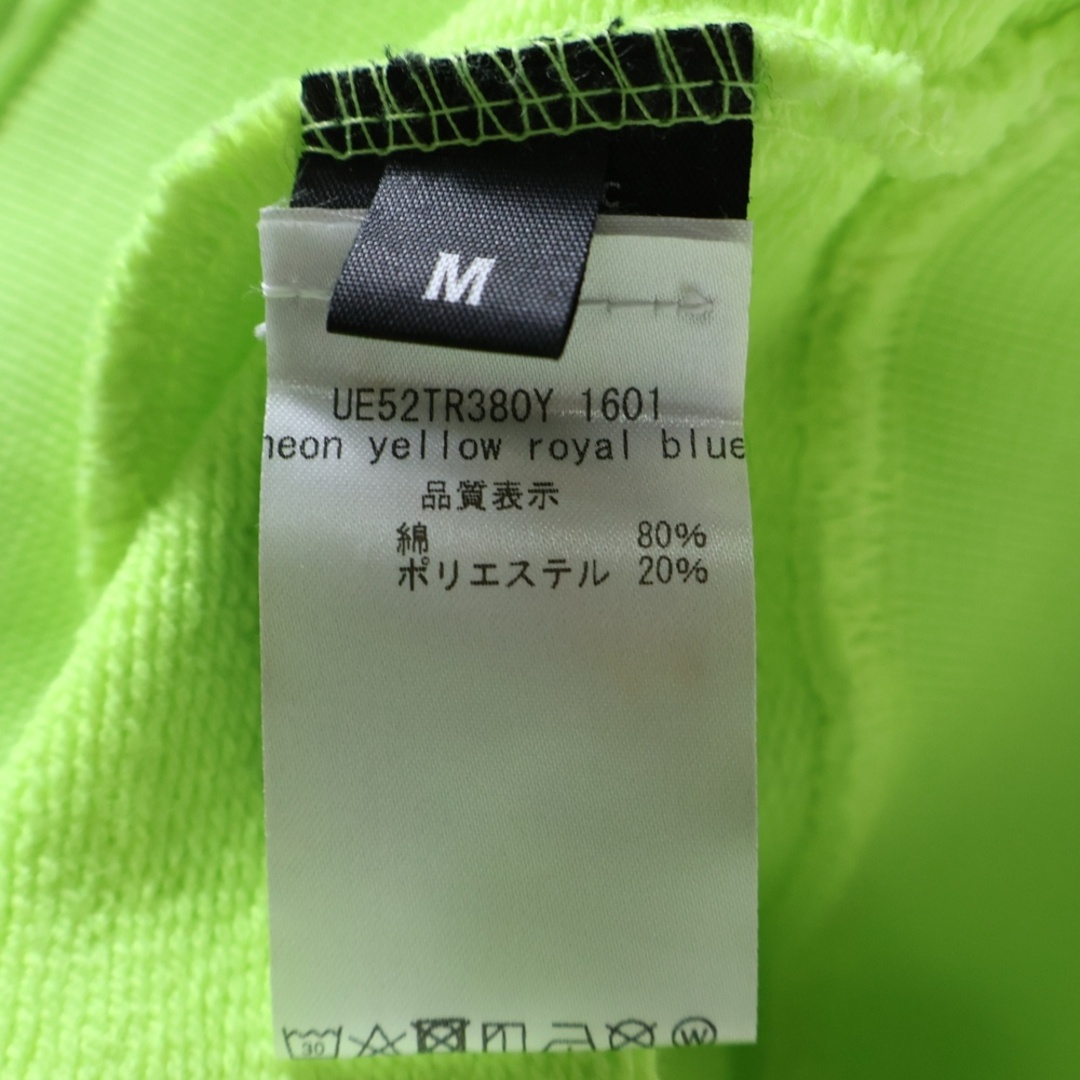 M
UE52TR380Y 1601
neon yellow royal blue
品質表示
綿 80%
ポリエステル 20%
30 W